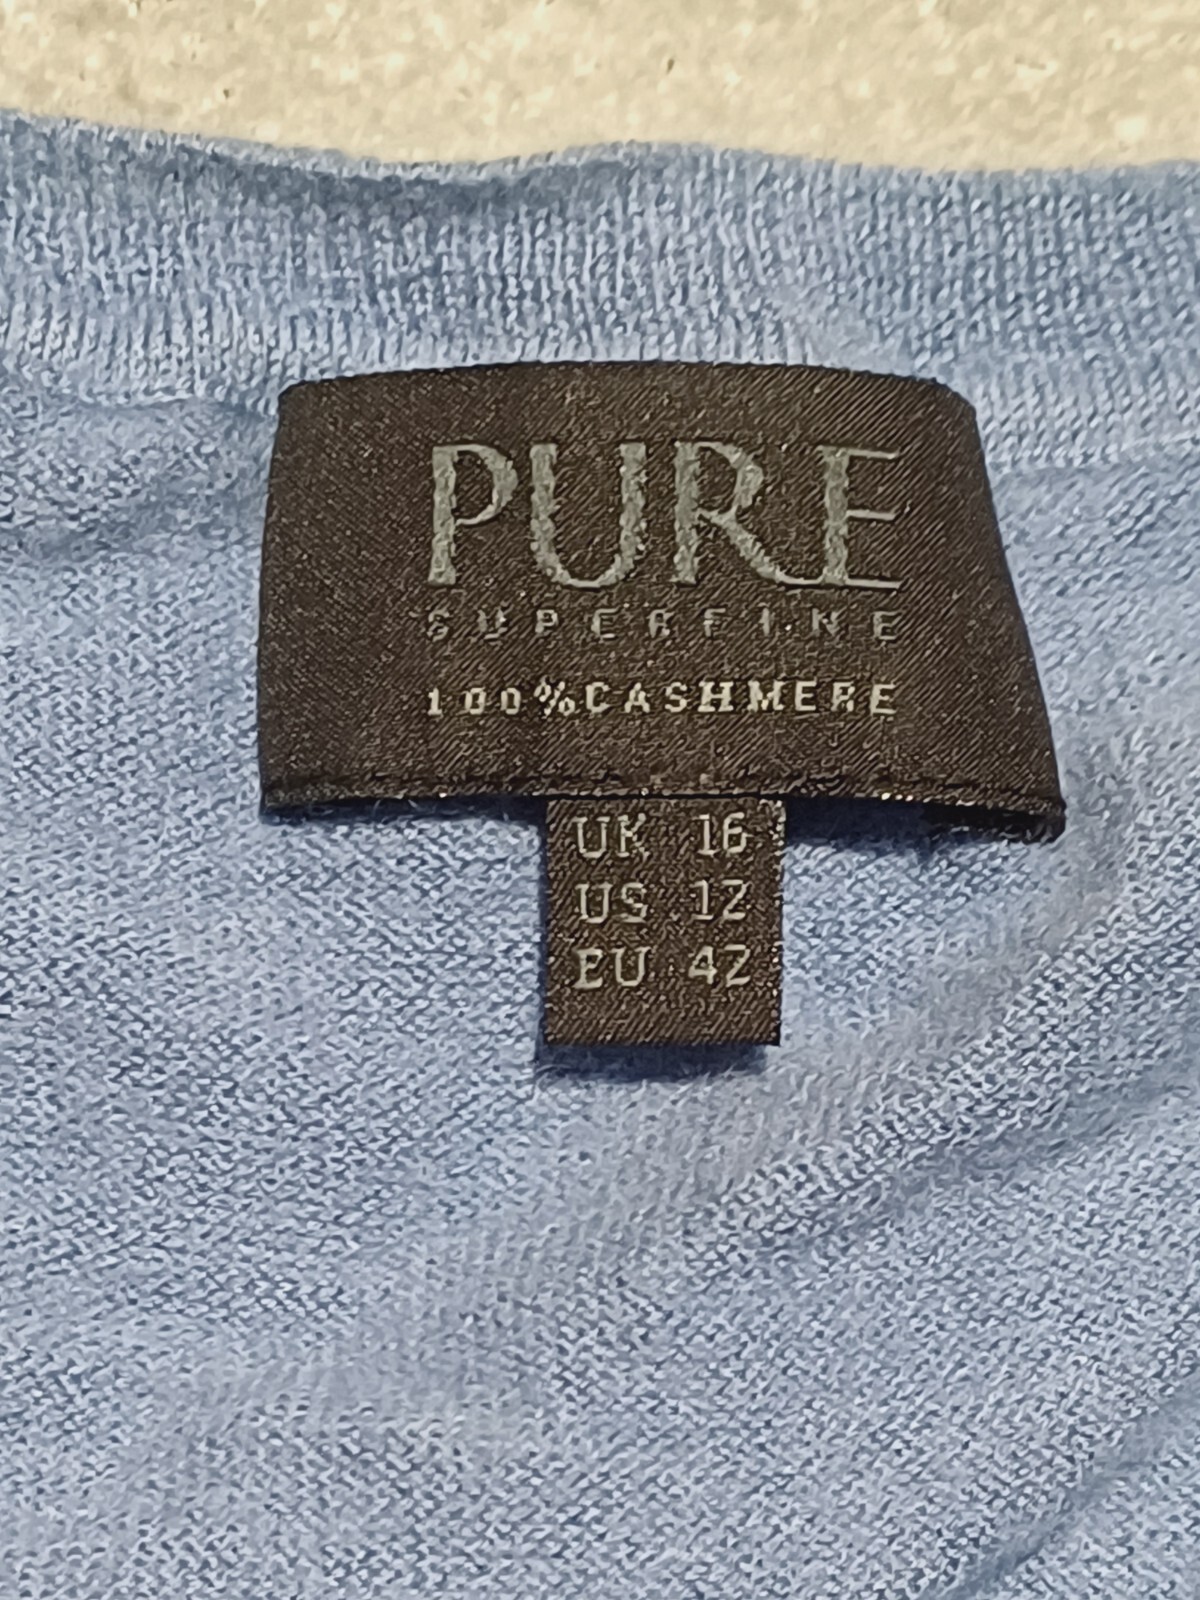 PURE
SUPERFINE
100%CASHMERE
UK 16
US 12
EU 42